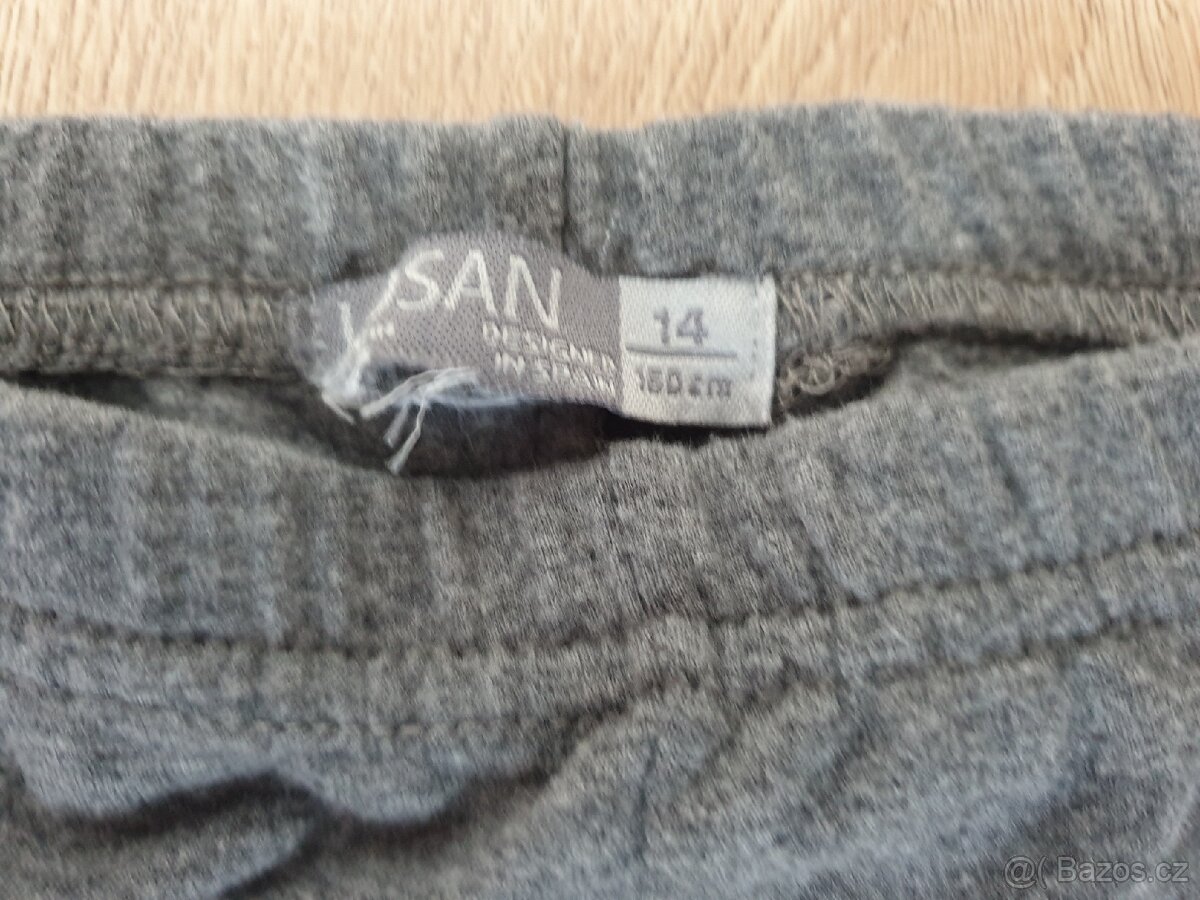 SAN
DESIGNED
IN SPAIN
14
160 cm
@( Bazos.cz